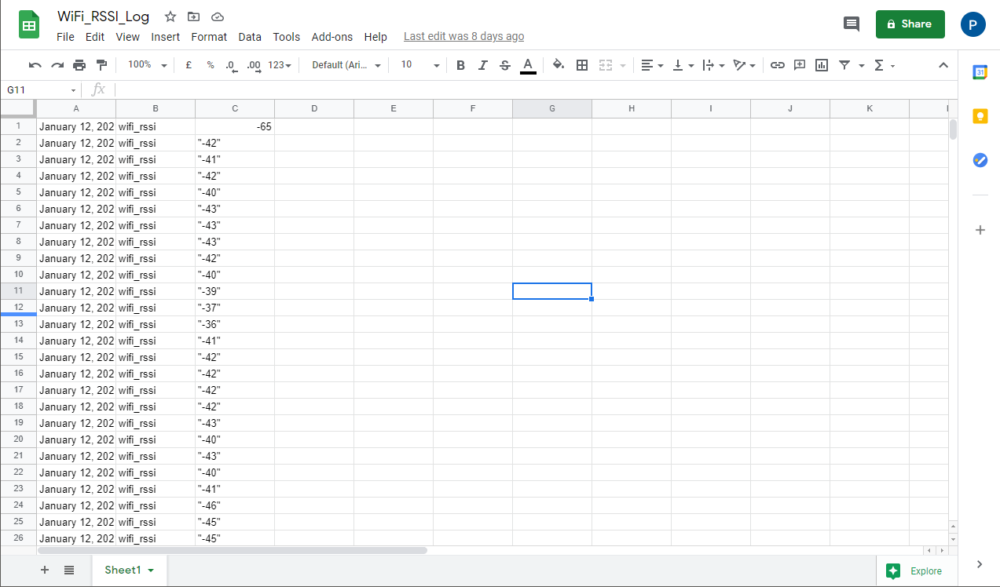 WiFi_RSSI_Log
File Edit View Insert Format Data Tools Add-ons Help Last edit was 8 days ago
Share
P
100% £ % .0 .00 123 Default (Ari... 10 B I S A Σ
31
G11 fx
A B C D E F G H I J K
1 January 12, 202 wifi_rssi -65
2 January 12, 202 wifi_rssi "-42"
3 January 12, 202 wifi_rssi "-41"
4 January 12, 202 wifi_rssi "-42"
5 January 12, 202 wifi_rssi "-40"
6 January 12, 202 wifi_rssi "-43"
7 January 12, 202 wifi_rssi "-43"
8 January 12, 202 wifi_rssi "-43"
9 January 12, 202 wifi_rssi "-42"
10 January 12, 202 wifi_rssi "-40"
11 January 12, 202 wifi_rssi "-39"
12 January 12, 202 wifi_rssi "-37"
13 January 12, 202 wifi_rssi "-36"
14 January 12, 202 wifi_rssi "-41"
15 January 12, 202 wifi_rssi "-42"
16 January 12, 202 wifi_rssi "-42"
17 January 12, 202 wifi_rssi "-42"
18 January 12, 202 wifi_rssi "-42"
19 January 12, 202 wifi_rssi "-43"
20 January 12, 202 wifi_rssi "-40"
21 January 12, 202 wifi_rssi "-43"
22 January 12, 202 wifi_rssi "-40"
23 January 12, 202 wifi_rssi "-41"
24 January 12, 202 wifi_rssi "-46"
25 January 12, 202 wifi_rssi "-45"
26 January 12, 202 wifi_rssi "-45"
Sheet1
Explore